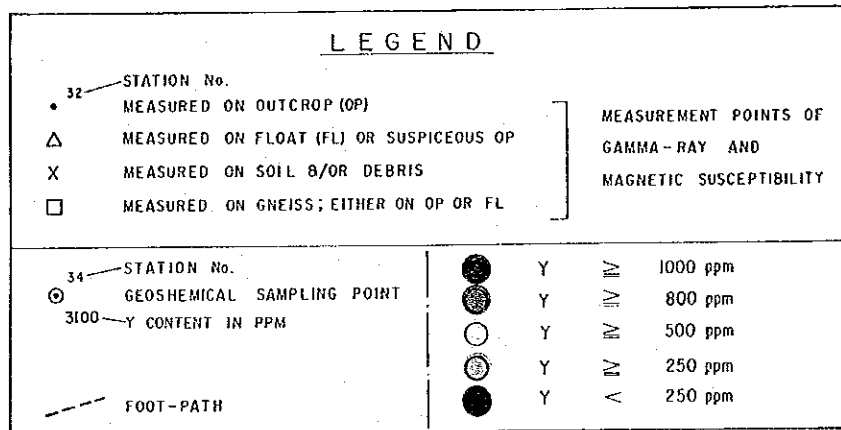 LEGEND
32 STATION No.
MEASURED ON OUTCROP (OP)
MEASURED ON FLOAT (FL) OR SUSPICEOUS OP
X MEASURED ON SOIL 8/OR DEBRIS
MEASURED ON GNEISS; EITHER ON OP OR FL
MEASUREMENT POINTS OF
GAMMA-RAY AND
MAGNETIC SUSCEPTIBILITY
34 STATION No.
GEOSHEMICAL SAMPLING POINT
3100 Y CONTENT IN PPM
FOOT-PATH
Y ≧ 1000 ppm
Y ≧ 800 ppm
Y ≧ 500 ppm
Y ≧ 250 ppm
Y < 250 ppm